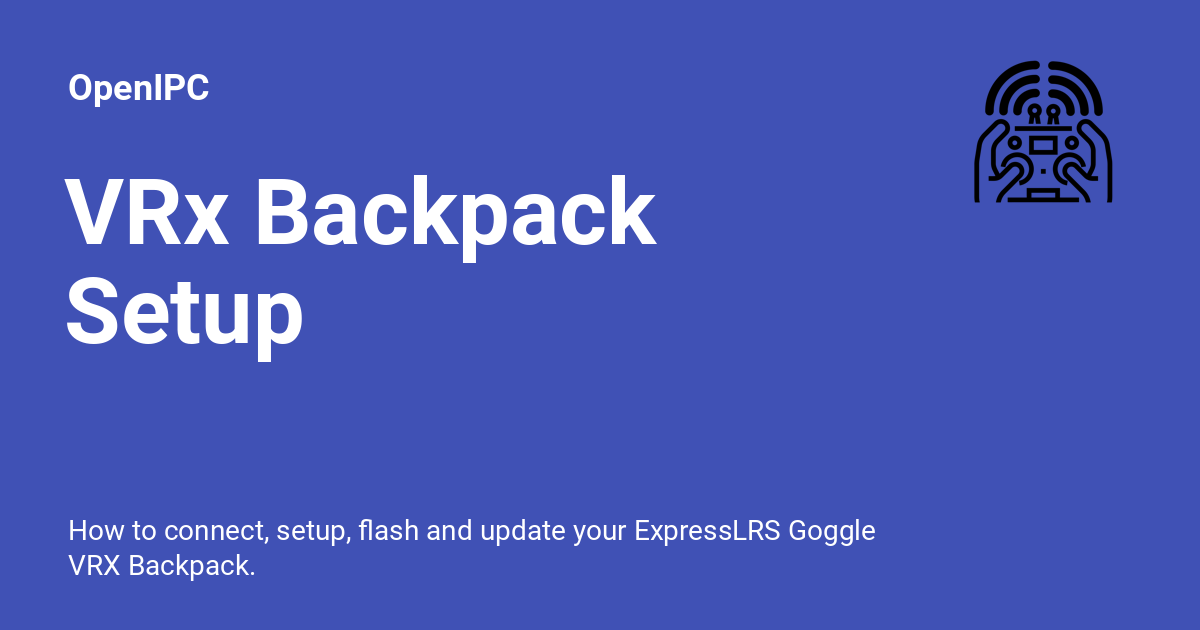 OpenIPC
VRx Backpack
Setup
How to connect, setup, flash and update your ExpressLRS Goggle
VRX Backpack.